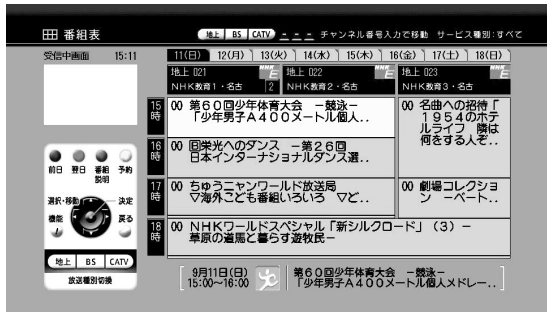 番組表
地上 BS CATV _ _ _ チャンネル番号入力で移動 サービス種別:すべて
受信中画面 15:11
11(日) 12(月) 13(火) 14(水) 15(木) 16(金) 17(土) 18(日)
地上 021 地上 022 地上 023
NHK教育1・名古 2 NHK教育2・名古 NHK教育3・名古
15時 00 第60回少年体育大会 −競泳−
「少年男子A400メートル個人..
00 名曲への招待「
1954のホテ
ルライフ 隣は
何をする人ぞ..
16時 00 回栄光へのダンス −第26回
日本インターナショナルダンス選..
17時 00 ちゅうニャンワールド放送局
▽海外こども番組いろいろ ▽ど..
00 劇場コレクショ
ン −ベート..
18時 00 NHKワールドスペシャル「新シルクロード」(3) −
草原の道馬と暮らす遊牧民−
前日 翌日 番組説明 予約
選択・移動 決定
機能 戻る
地上 BS CATV
放送種別切換
9月11日(日) 第60回少年体育大会 −競泳−
15:00~16:00 「少年男子A400メートル個人メドレー..